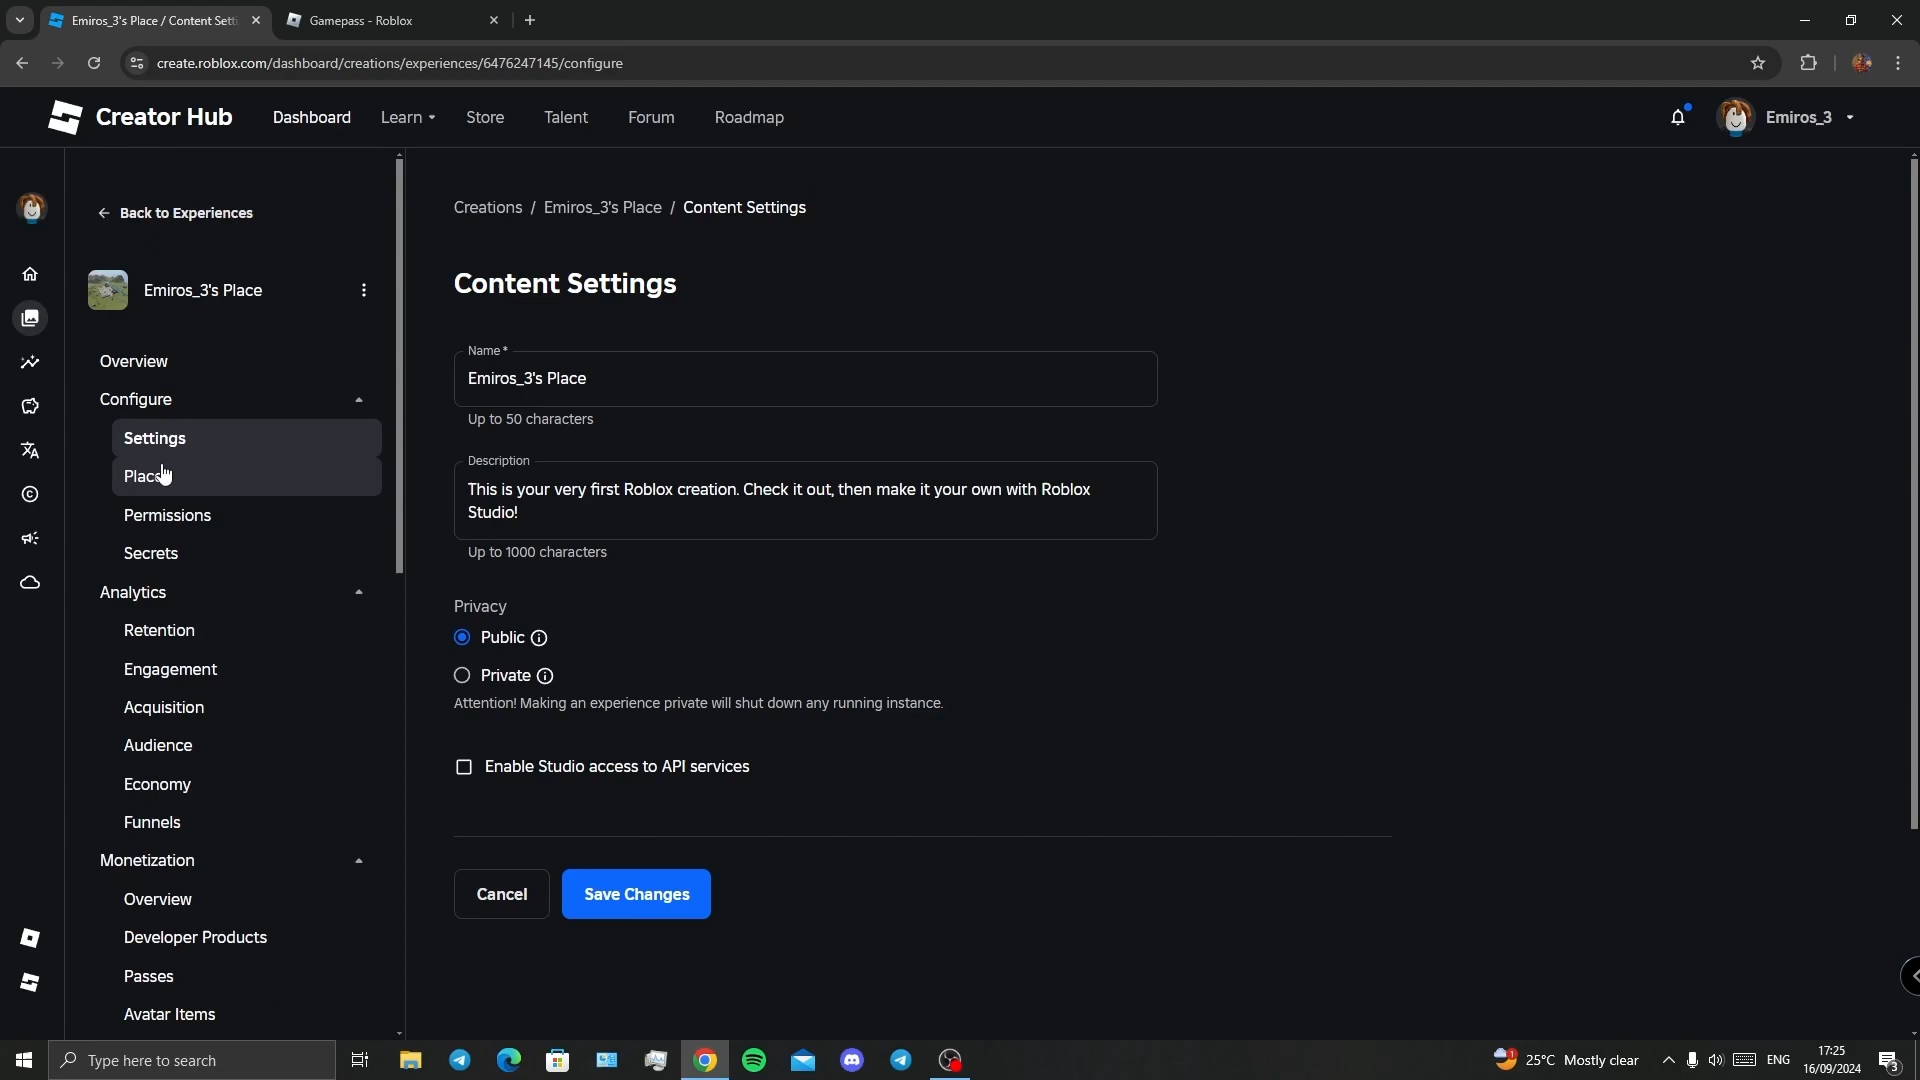 Emiros_3's Place / Content Setti
Gamepass - Roblox
create.roblox.com/dashboard/creations/experiences/6476247145/configure
Creator Hub
Dashboard
Learn
Store
Talent
Forum
Roadmap
Emiros_3
Back to Experiences
Emiros_3's Place
Overview
Configure
Settings
Permissions
Secrets
Analytics
Retention
Engagement
Acquisition
Audience
Economy
Funnels
Monetization
Overview
Developer Products
Passes
Avatar Items
Creations / Emiros_3's Place / Content Settings
Content Settings
Name*
Emiros_3's Place
Up to 50 characters
Description
This is your very first Roblox creation. Check it out, then make it your own with Roblox
Studio!
Up to 1000 characters
Privacy
Public
Private
Attention! Making an experience private will shut down any running instance.
Enable Studio access to API services
Cancel
Save Changes
Type here to search
1
25°C Mostly clear
ENG
17:25
16/09/2024
3